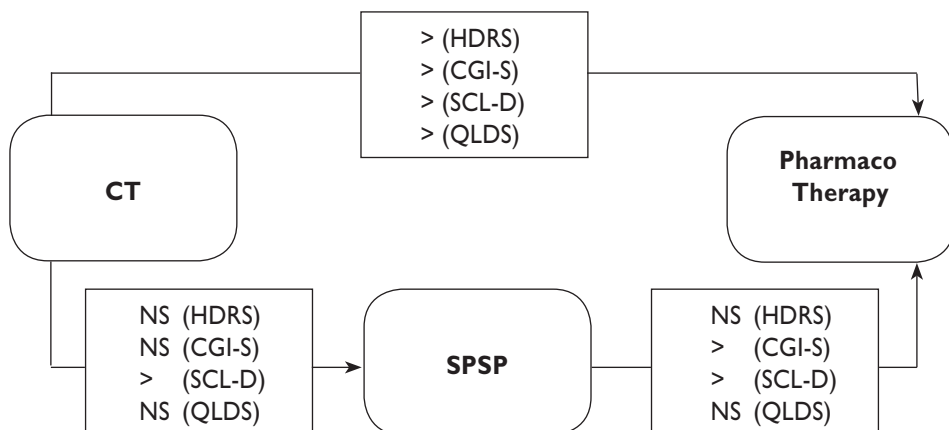 > (HDRS)
> (CGI-S)
> (SCL-D)
> (QLDS)
CT
Pharmaco
Therapy
NS (HDRS)
NS (CGI-S)
> (SCL-D)
NS (QLDS)
SPSP
NS (HDRS)
> (CGI-S)
> (SCL-D)
NS (QLDS)